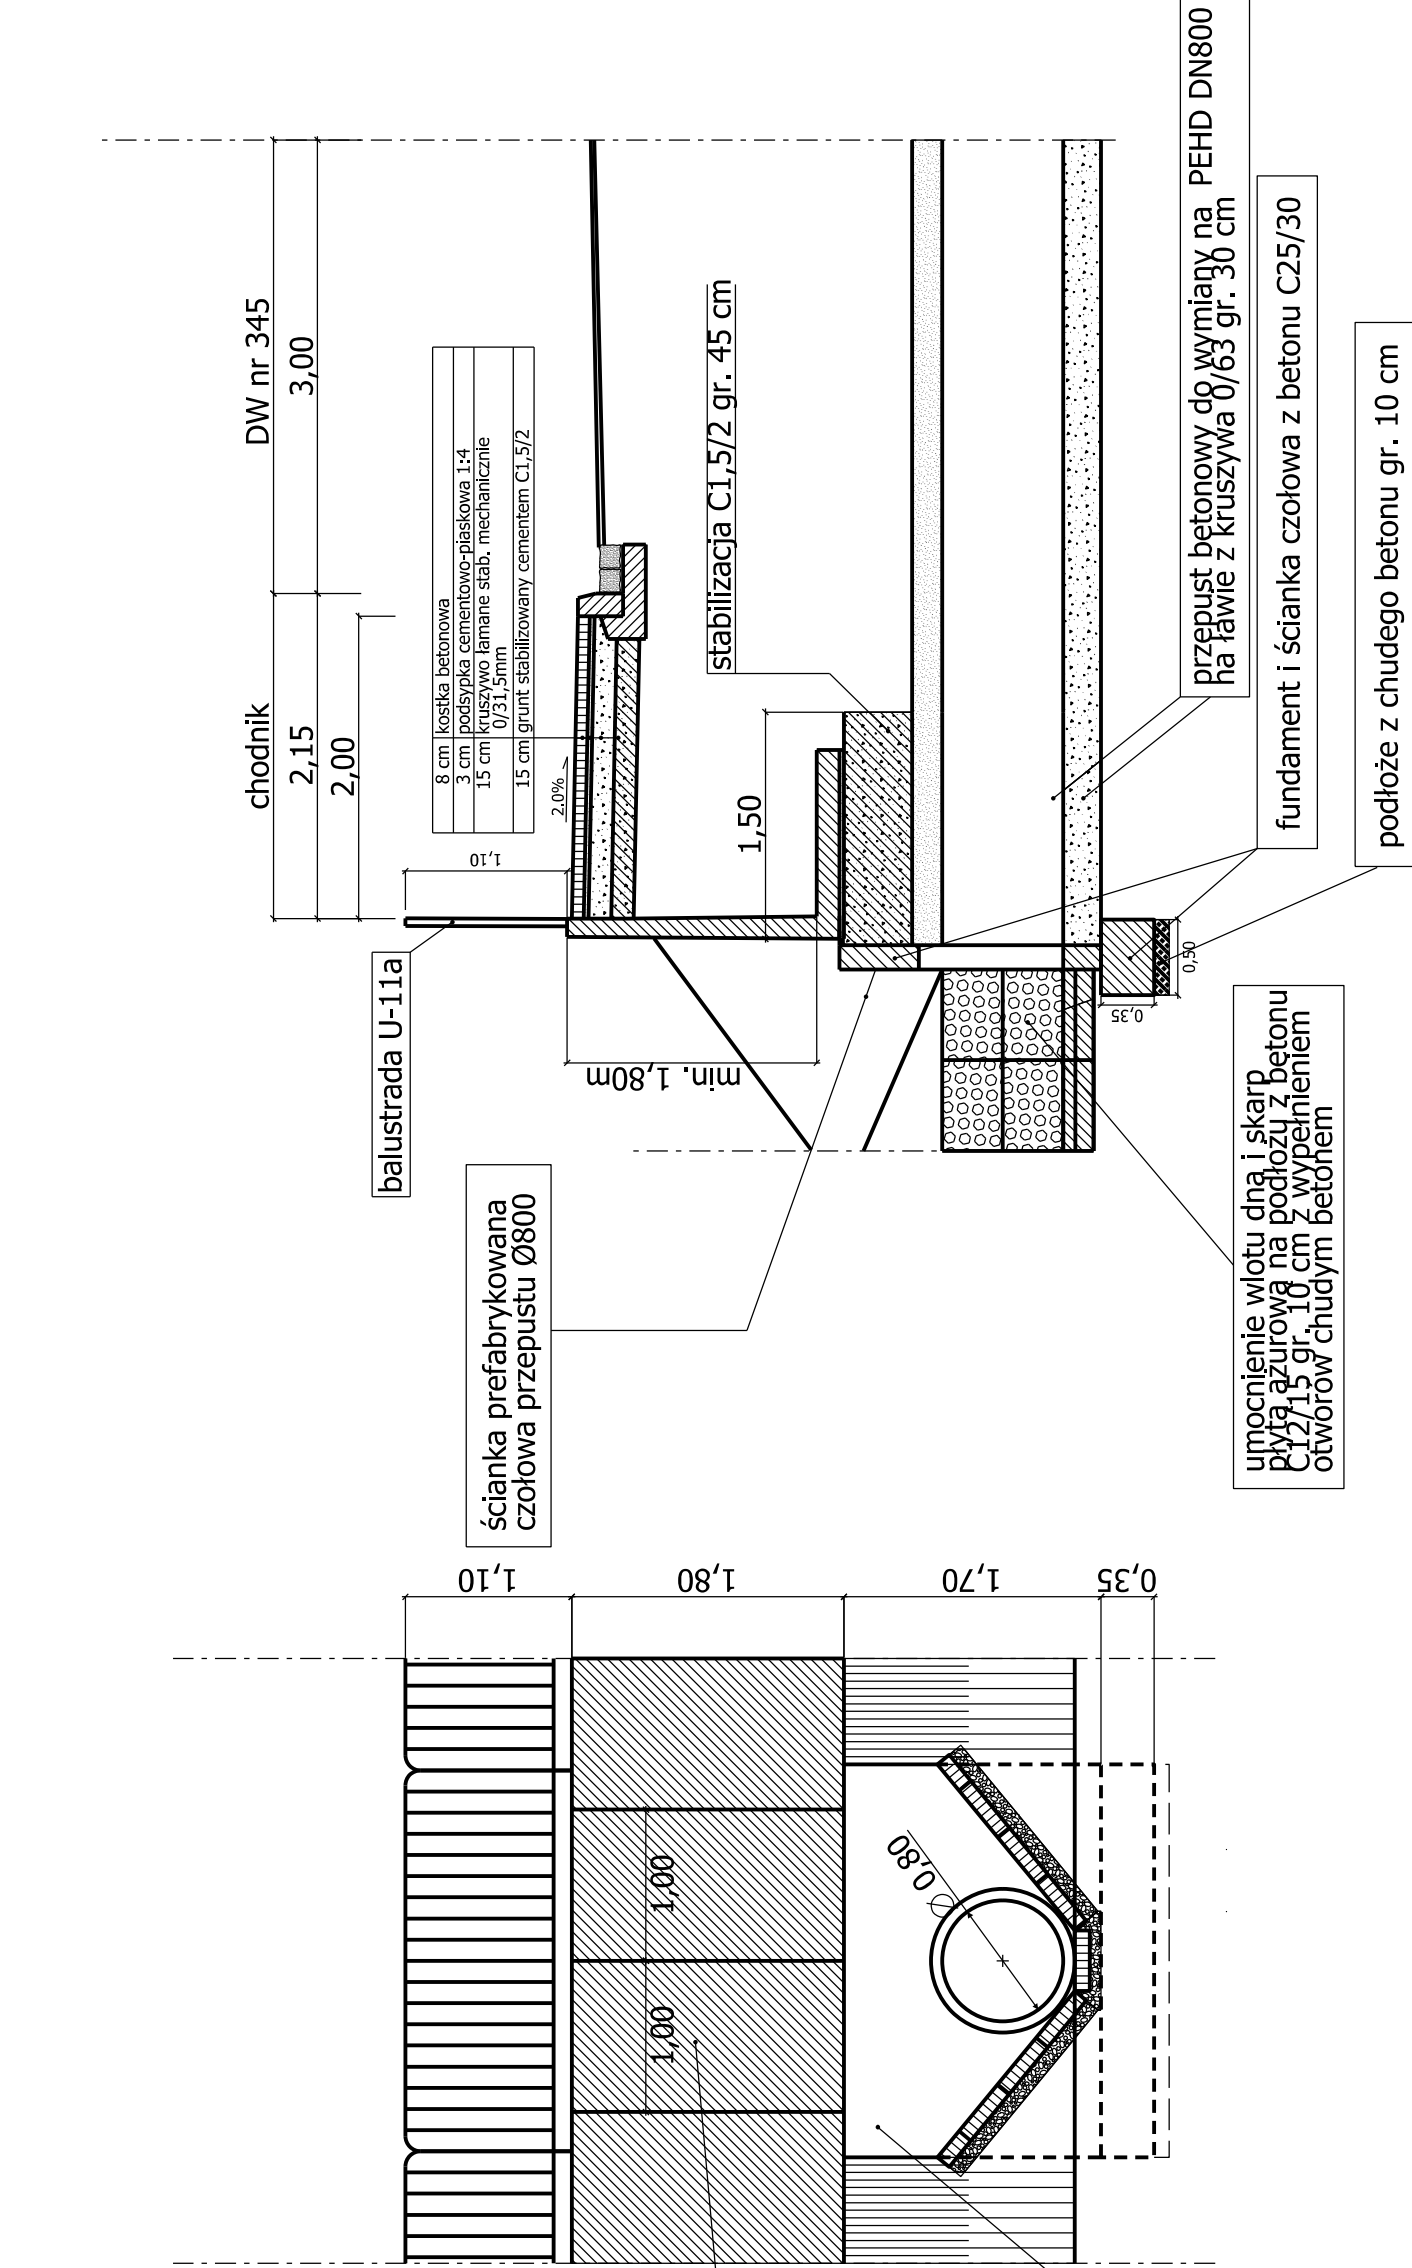 DW nr 345
3,00
chodnik
2,15
2,00
8 cm kostka betonowa
3 cm podsypka cementowo-piaskowa 1:4
15 cm kruszywo łamane stab. mechanicznie
0/31,5mm
15 cm grunt stabilizowany cementem C1,5/2
2.0%
1,10
balustrada U-11a
stabilizacja C1,5/2 gr. 45 cm
1,50
min. 1,80m
ścianka prefabrykowana
czołowa przepustu Ø800
przepust betonowy do wymiany na PEHD DN800
na ławie z kruszywa 0/63 gr. 30 cm
fundament i ścianka czołowa z betonu C25/30
podłoże z chudego betonu gr. 10 cm
0,50
0,35
umocnienie wlotu dna i skarp
płytą ażurową na podłożu z betonu
C12/15 gr. 10 cm z wypełnieniem
otworów chudym betonem
1,10
1,80
1,70
0,35
1,00
1,00
∅ 0,80